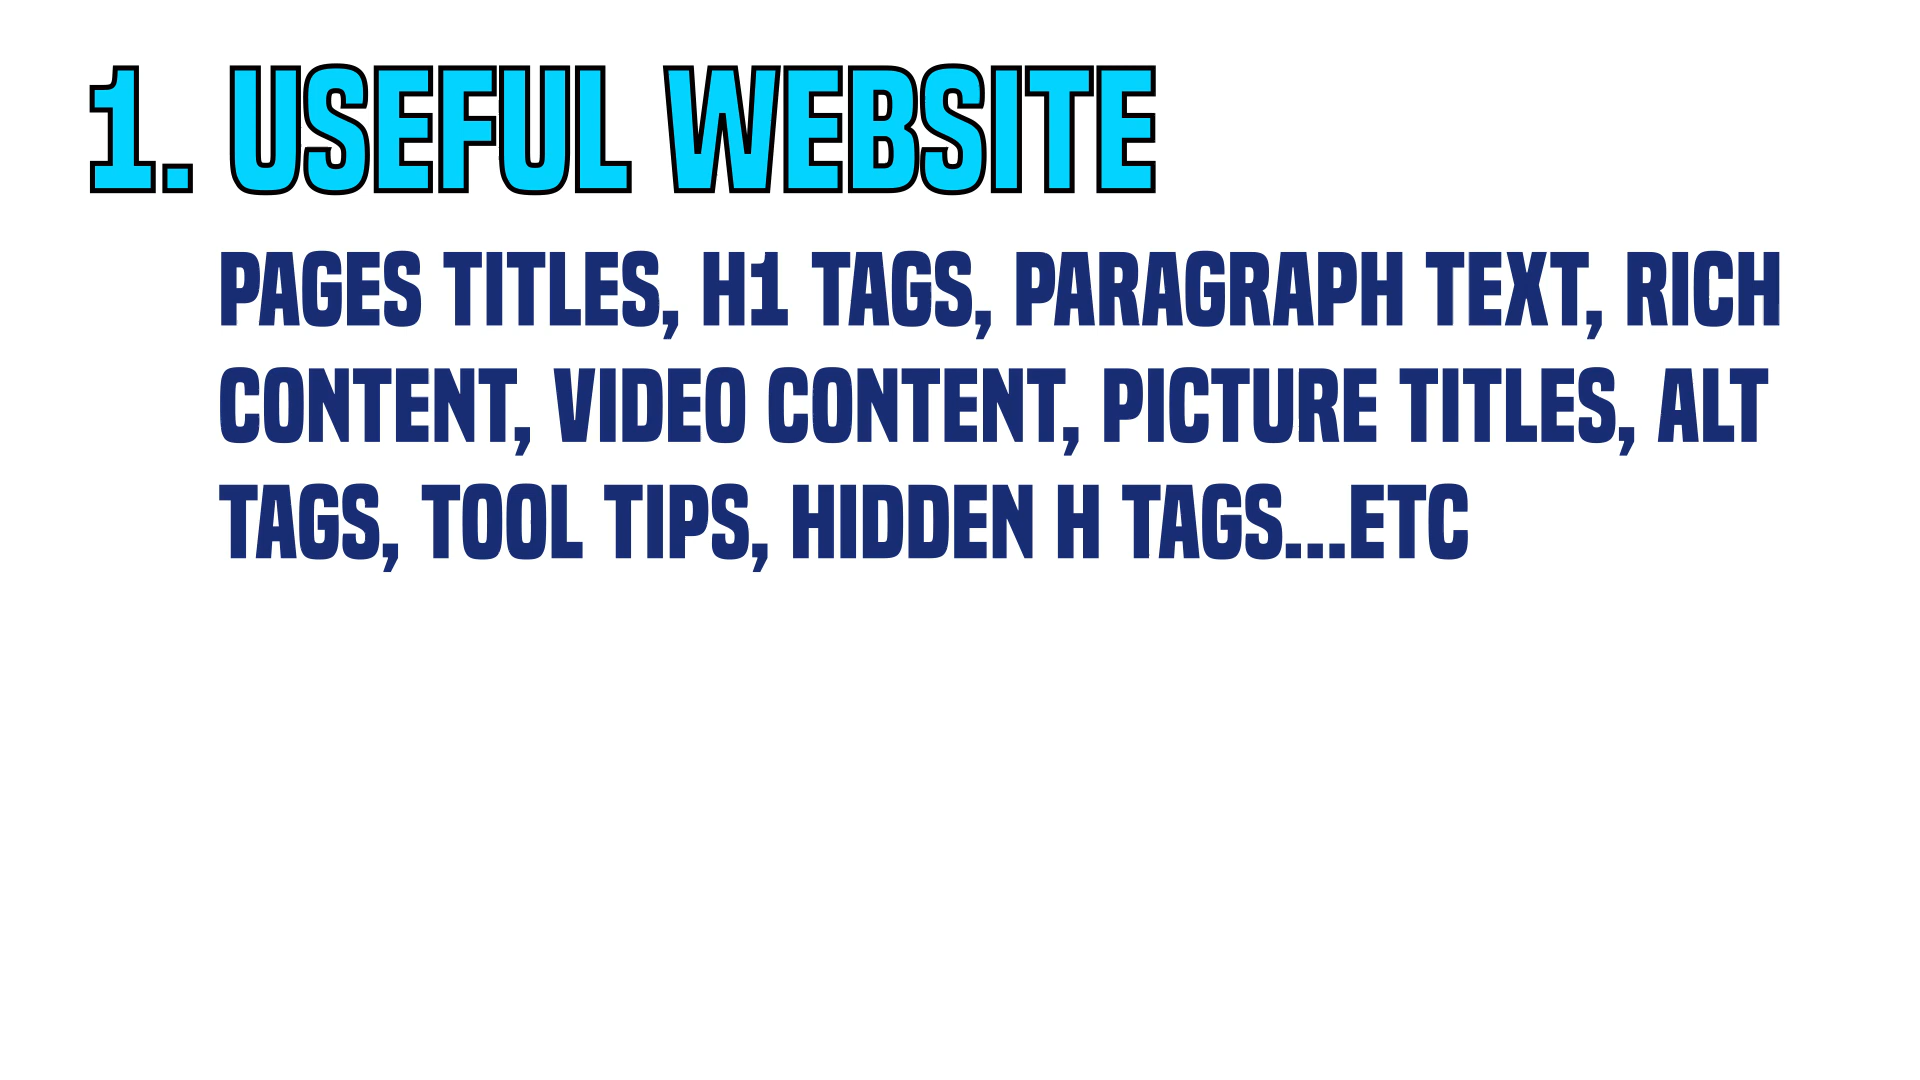 1. USEFUL WEBSITE
PAGES TITLES, H1 TAGS, PARAGRAPH TEXT, RICH
CONTENT, VIDEO CONTENT, PICTURE TITLES, ALT
TAGS, TOOL TIPS, HIDDEN H TAGS...ETC